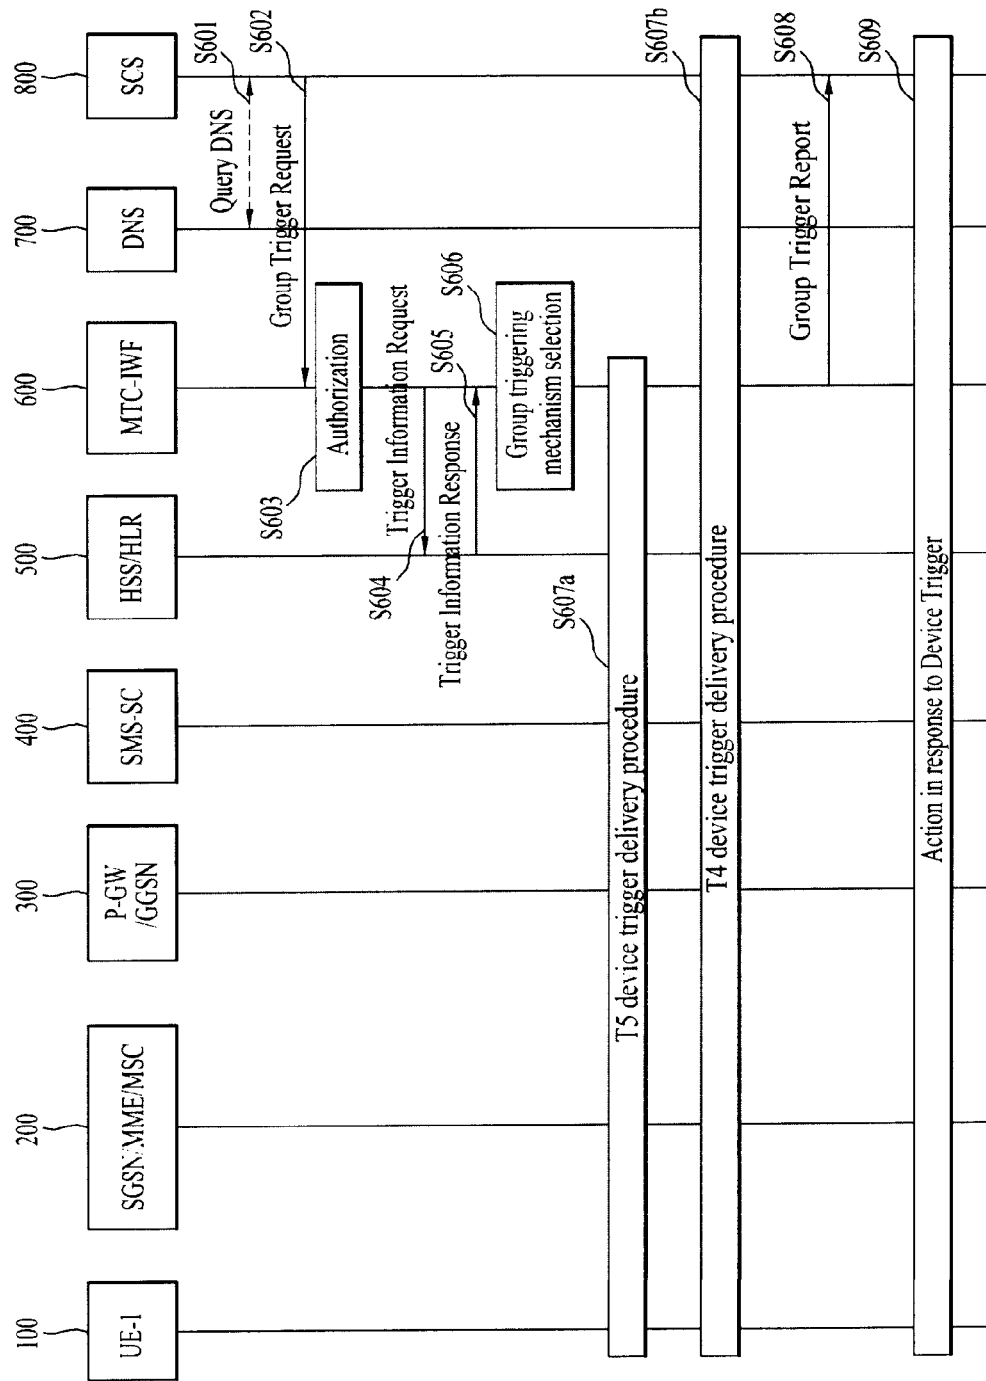 100
200
300
400
500
600
700
800
UE-1
SGSN/MME/MSC
P-GW
/GGSN
SMS-SC
HSS/HLR
MTC-IWF
DNS
SCS
Query DNS
S601
Group Trigger Request
S602
S603
Authorization
Trigger Information Request
S604
Trigger Information Response
S605
Group triggering
mechanism selection
S606
S607a
T5 device trigger delivery procedure
S607b
T4 device trigger delivery procedure
Group Trigger Report
S608
S609
Action in response to Device Trigger